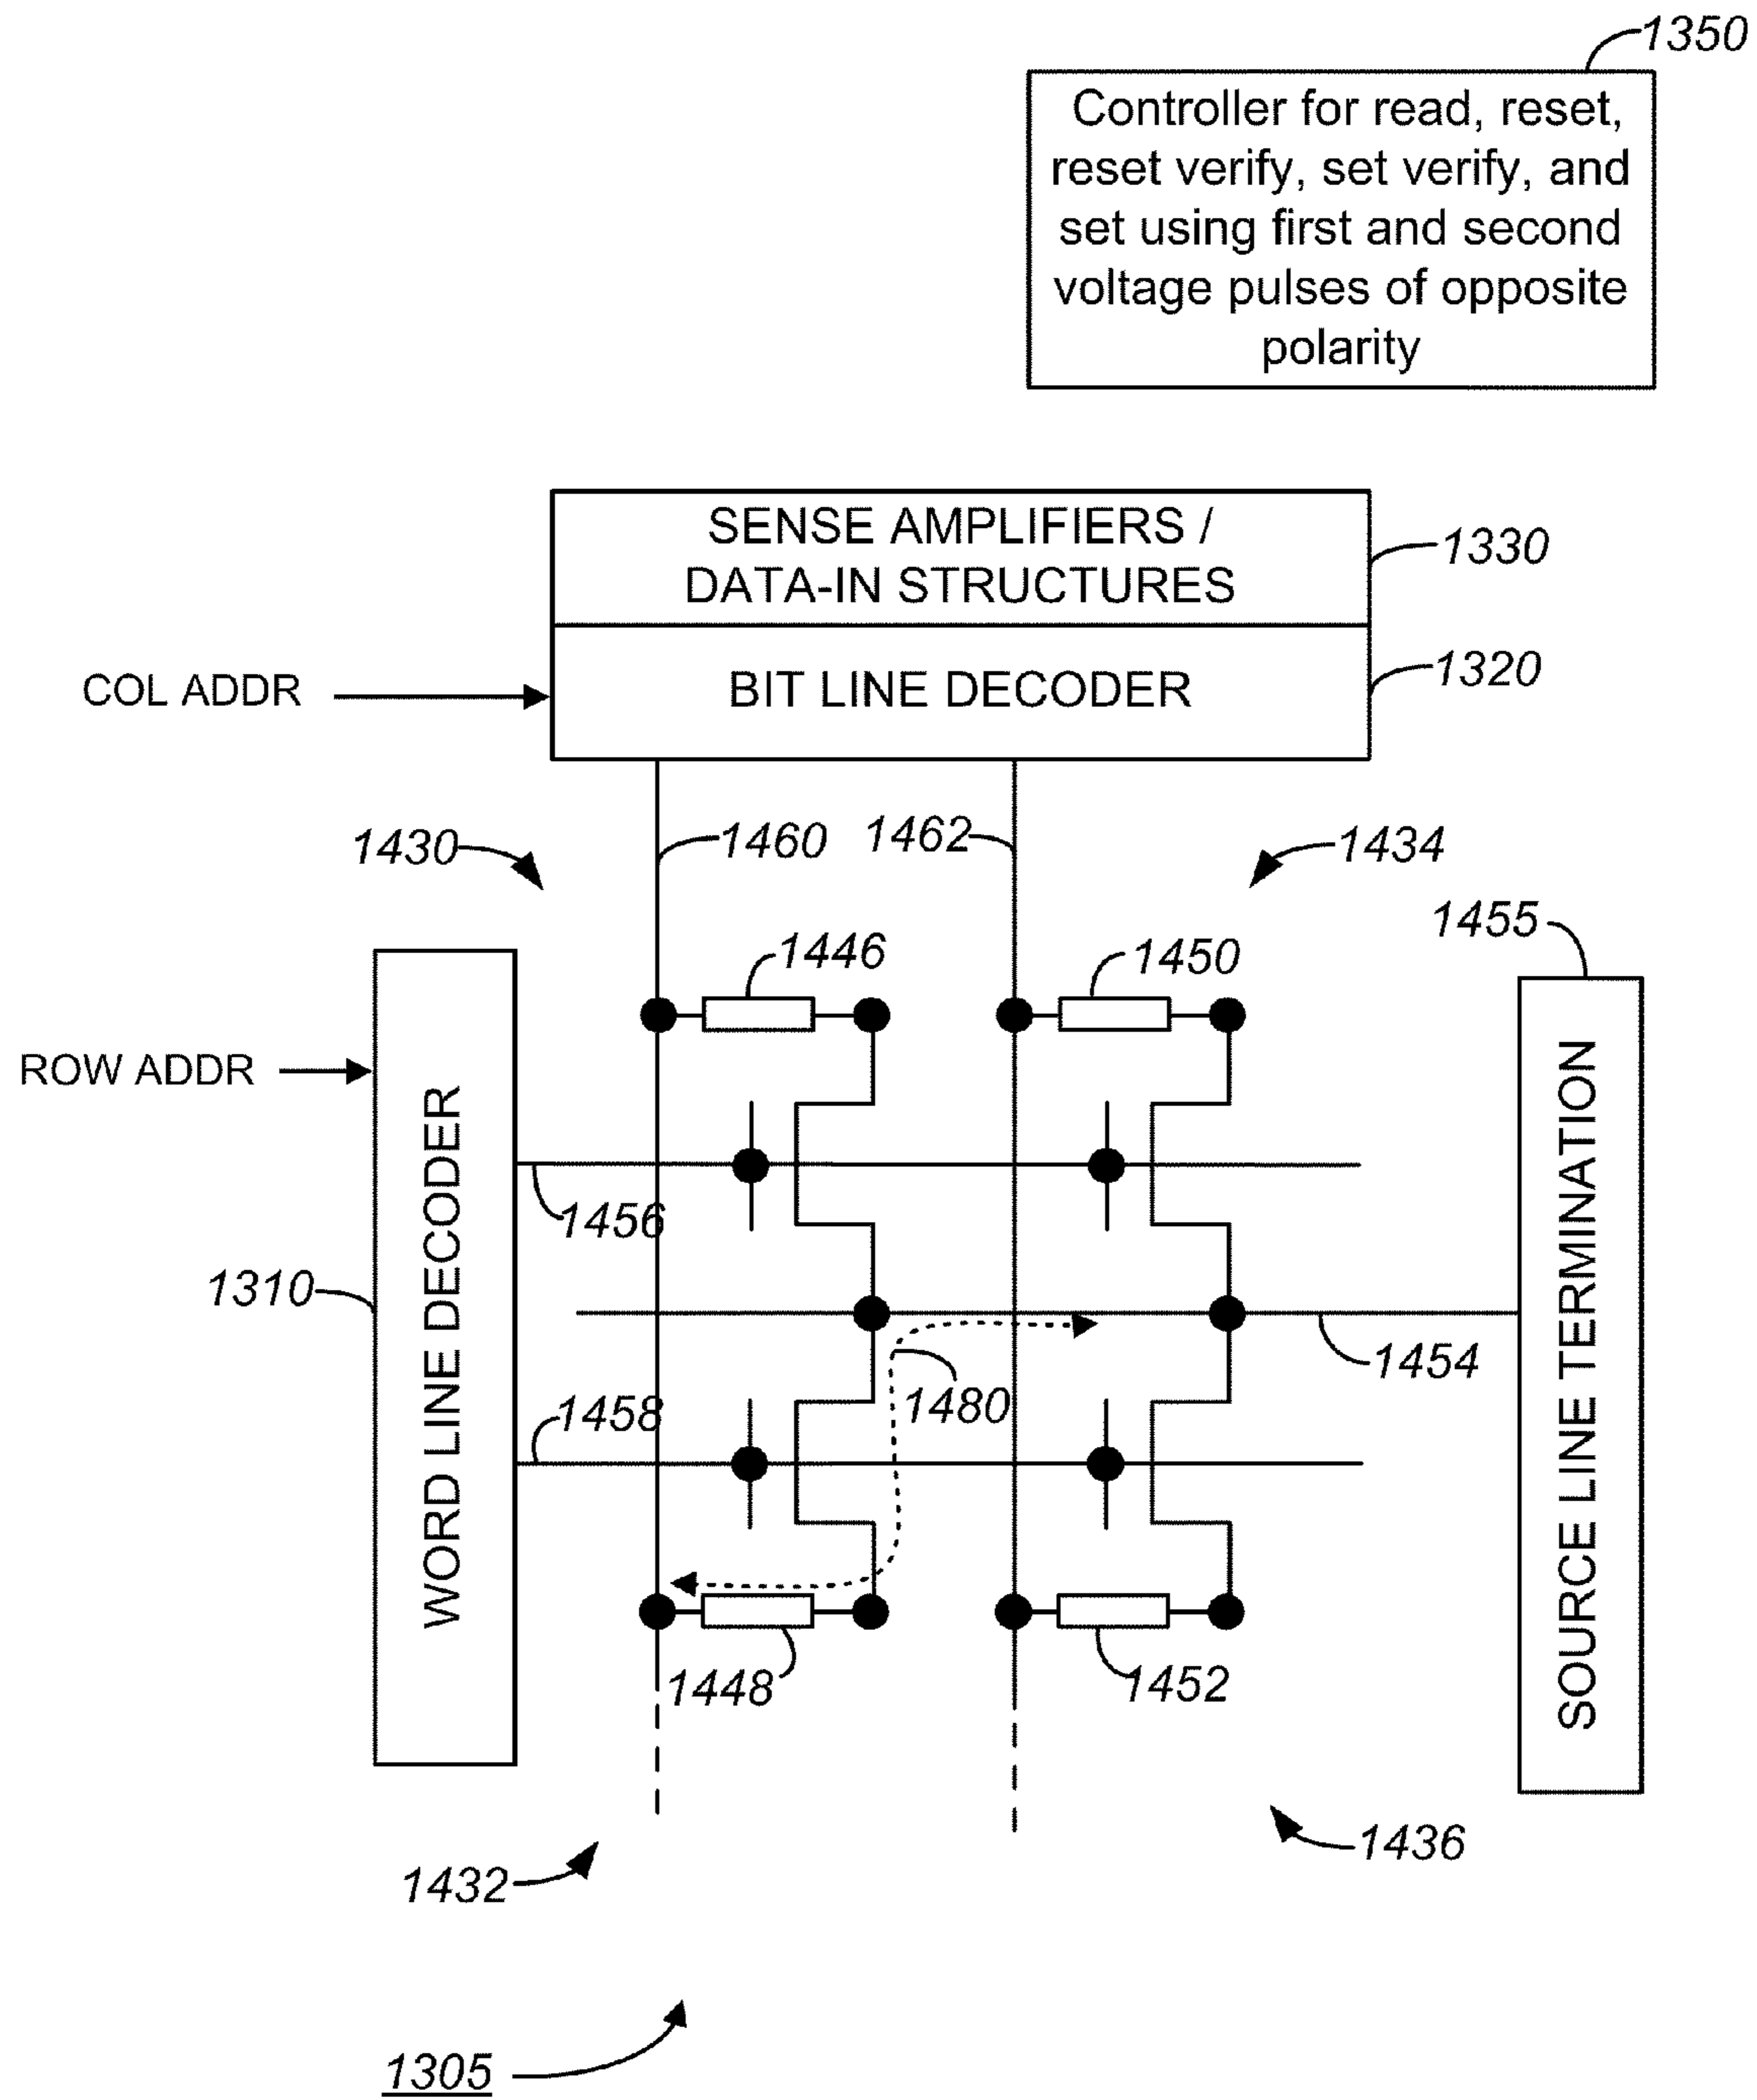 1350
Controller for read, reset,
reset verify, set verify, and
set using first and second
voltage pulses of opposite
polarity
SENSE AMPLIFIERS /
DATA-IN STRUCTURES
1330
BIT LINE DECODER
1320
COL ADDR
1430
1460
1462
1434
1455
1446
1450
ROW ADDR
WORD LINE DECODER
SOURCE LINE TERMINATION
1456
1310
1454
1480
1458
1448
1452
1432
1436
1305